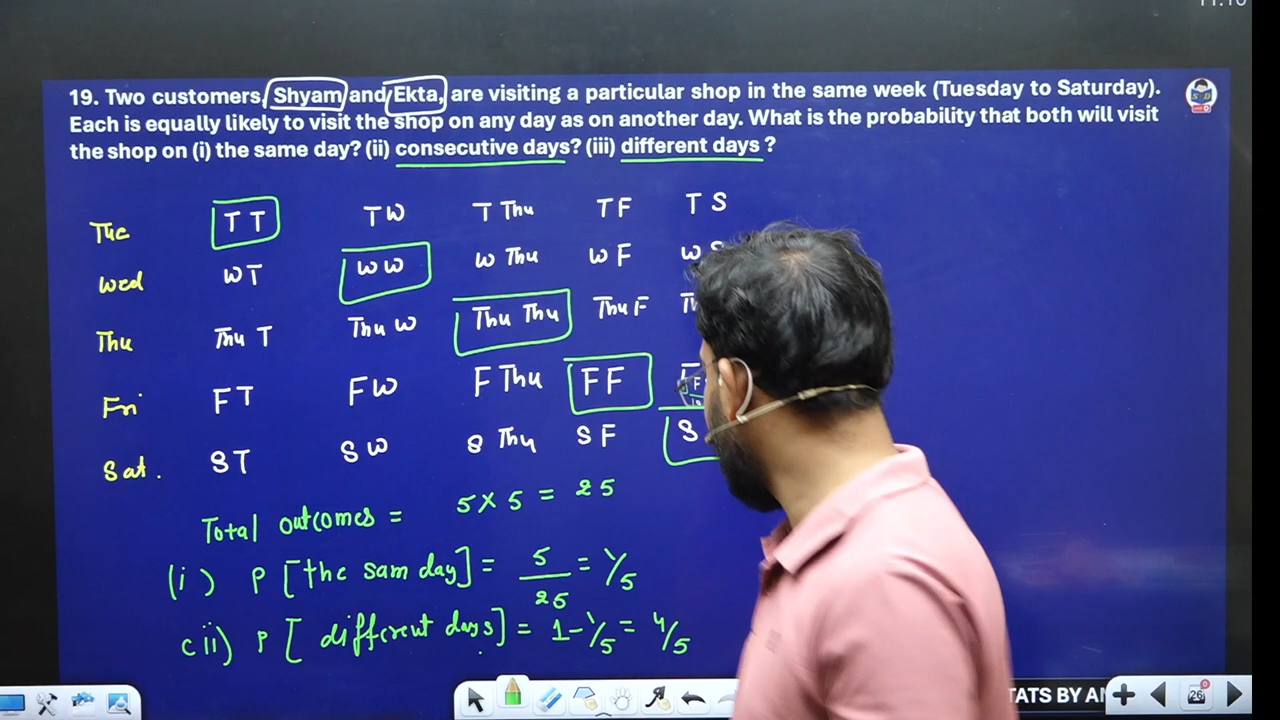 11:10
19. Two customers, Shyam and Ekta, are visiting a particular shop in the same week (Tuesday to Saturday).
Each is equally likely to visit the shop on any day as on another day. What is the probability that both will visit
the shop on (i) the same day? (ii) consecutive days? (iii) different days ?
The TT TW T Thu TF TS
Wed WT WW W Thu WF W
Thu Thu T Thu W Thu Thu Thu F
Fri FT FW F Thu FF
Sat. ST SW S Thu SF S
Total outcomes = 5 × 5 = 25
(i) P [the sam day] = 5/25 = 1/5
cii) P [different days] = 1 - 1/5 = 4/5
TATS BY
26